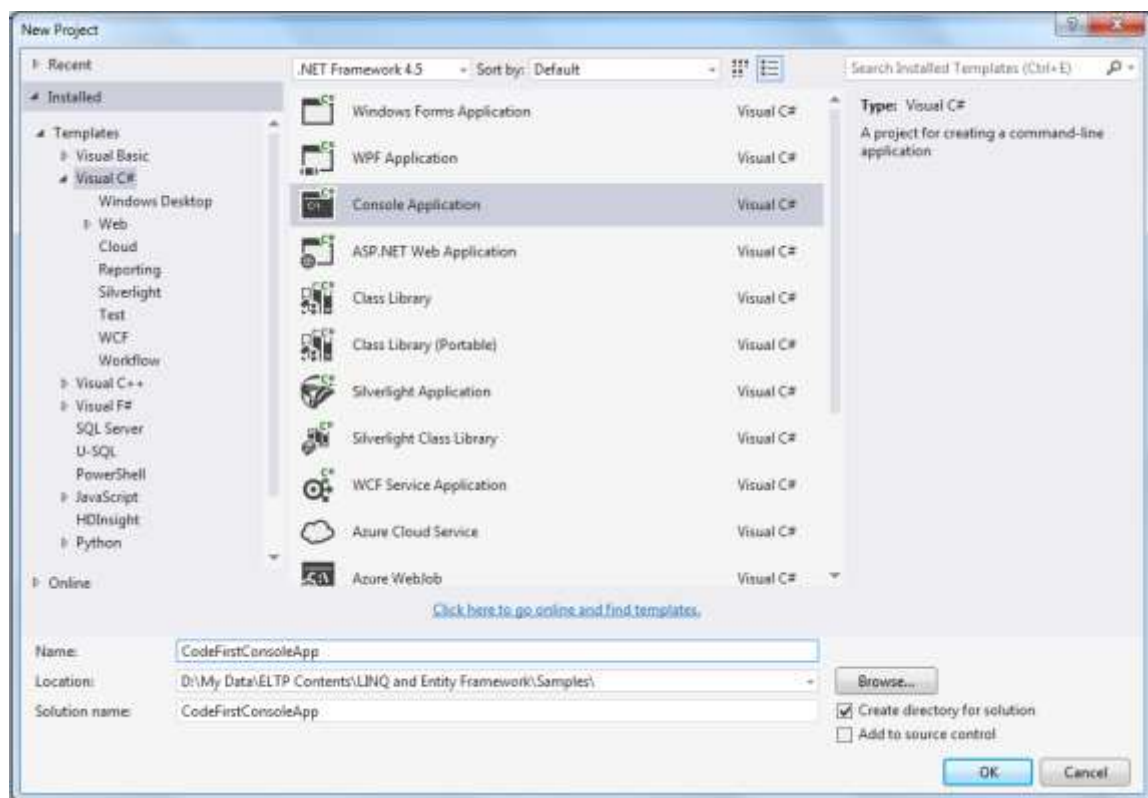 New Project
Recent
Installed
Templates
Visual Basic
Visual C#
Windows Desktop
Web
Cloud
Reporting
Silverlight
Test
WCF
Workflow
Visual C++
Visual F#
SQL Server
U-SQL
PowerShell
JavaScript
HDInsight
Python
Online
.NET Framework 4.5 Sort by: Default
Windows Forms Application Visual C#
WPF Application Visual C#
Console Application Visual C#
ASP.NET Web Application Visual C#
Class Library Visual C#
Class Library (Portable) Visual C#
Silverlight Application Visual C#
Silverlight Class Library Visual C#
WCF Service Application Visual C#
Azure Cloud Service Visual C#
Azure WebJob Visual C#
Click here to go online and find templates.
Search Installed Templates (Ctrl+E)
Type: Visual C#
A project for creating a command-line
application
Name: CodeFirstConsoleApp
Location: D:\My Data\ELTP Contents\LINQ and Entity Framework\Samples\
Browse...
Solution name: CodeFirstConsoleApp
Create directory for solution
Add to source control
OK Cancel